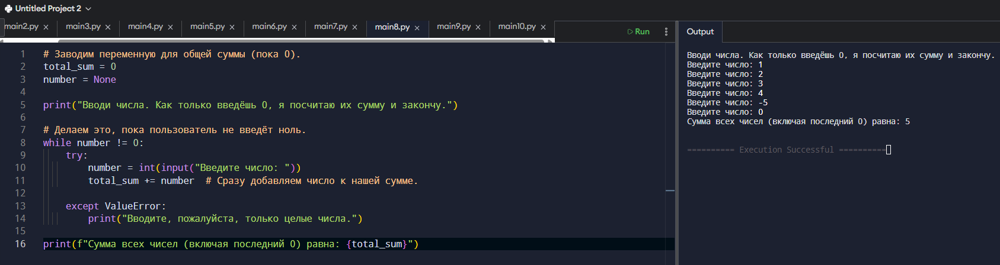 Untitled Project 2
main2.py × main3.py × main4.py × main5.py × main6.py × main7.py × main8.py × main9.py × main10.py ×
Run
Output
1 # Заводим переменную для общей суммы (пока 0).
2 total_sum = 0
3 number = None
4
5 print("Вводи числа. Как только введёшь 0, я посчитаю их сумму и закончу.")
6
7 # Делаем это, пока пользователь не введёт ноль.
8 while number != 0:
9 try:
10 number = int(input("Введите число: "))
11 total_sum += number # Сразу добавляем число к нашей сумме.
12
13 except ValueError:
14 print("Вводите, пожалуйста, только целые числа.")
15
16 print(f"Сумма всех чисел (включая последний 0) равна: {total_sum}")
Вводи числа. Как только введёшь 0, я посчитаю их сумму и закончу.
Введите число: 1
Введите число: 2
Введите число: 3
Введите число: 4
Введите число: -5
Введите число: 0
Сумма всех чисел (включая последний 0) равна: 5
========== Execution Successful ==========